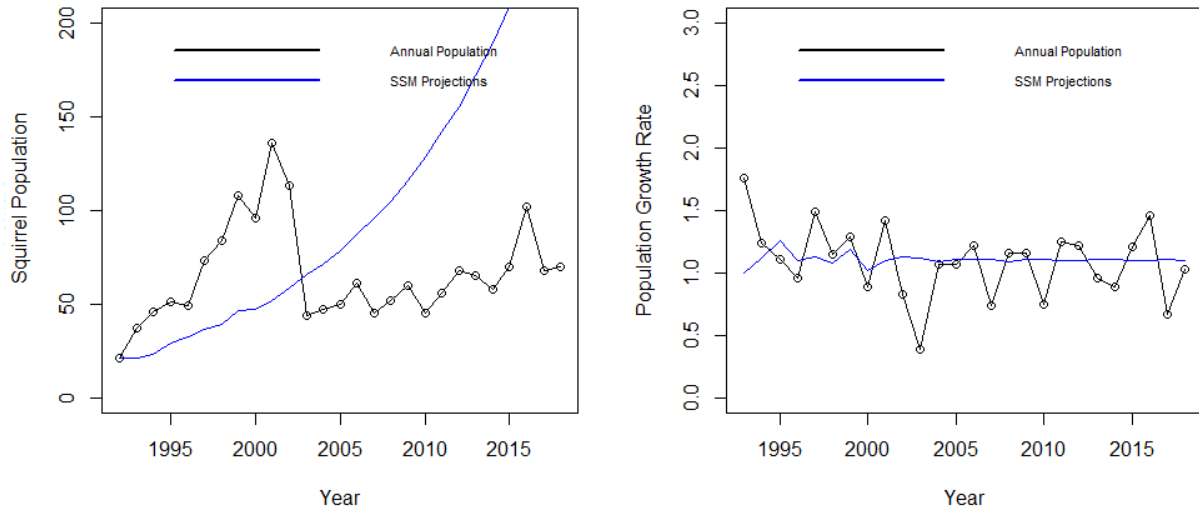 Squirrel Population
200
150
100
50
0
Annual Population
SSM Projections
1995 2000 2005 2010 2015
Year
Population Growth Rate
3.0
2.5
2.0
1.5
1.0
0.5
0.0
Annual Population
SSM Projections
1995 2000 2005 2010 2015
Year